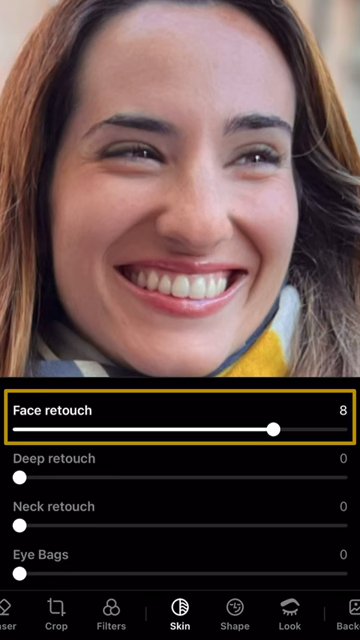 Face retouch 8
Deep retouch 0
Neck retouch 0
Eye Bags 0
Crop Filters Skin Shape Look